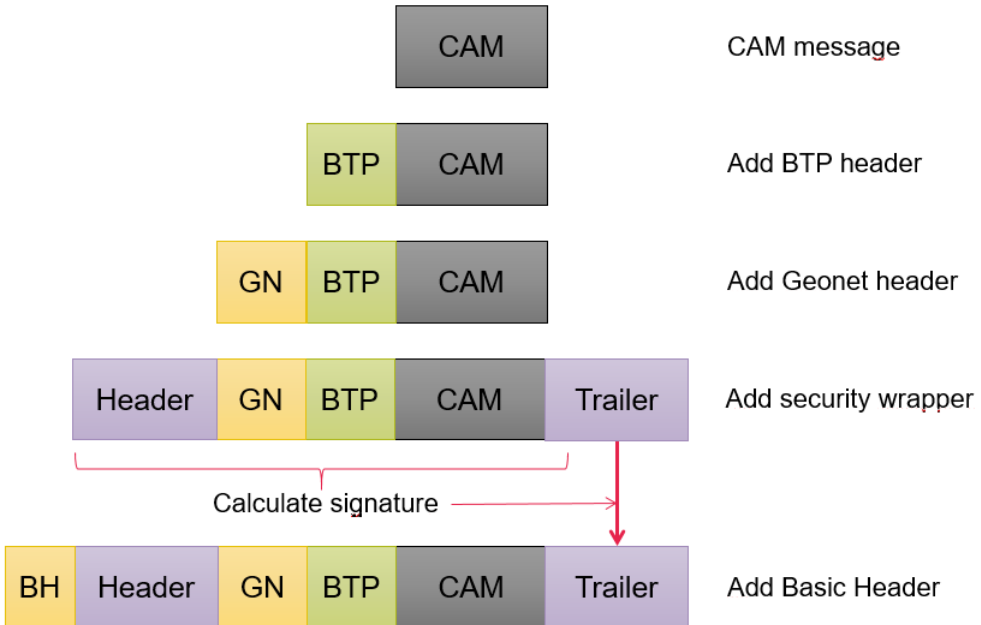 CAM CAM message
BTP CAM Add BTP header
GN BTP CAM Add Geonet header
Header GN BTP CAM Trailer Add security wrapper
Calculate signature
BH Header GN BTP CAM Trailer Add Basic Header